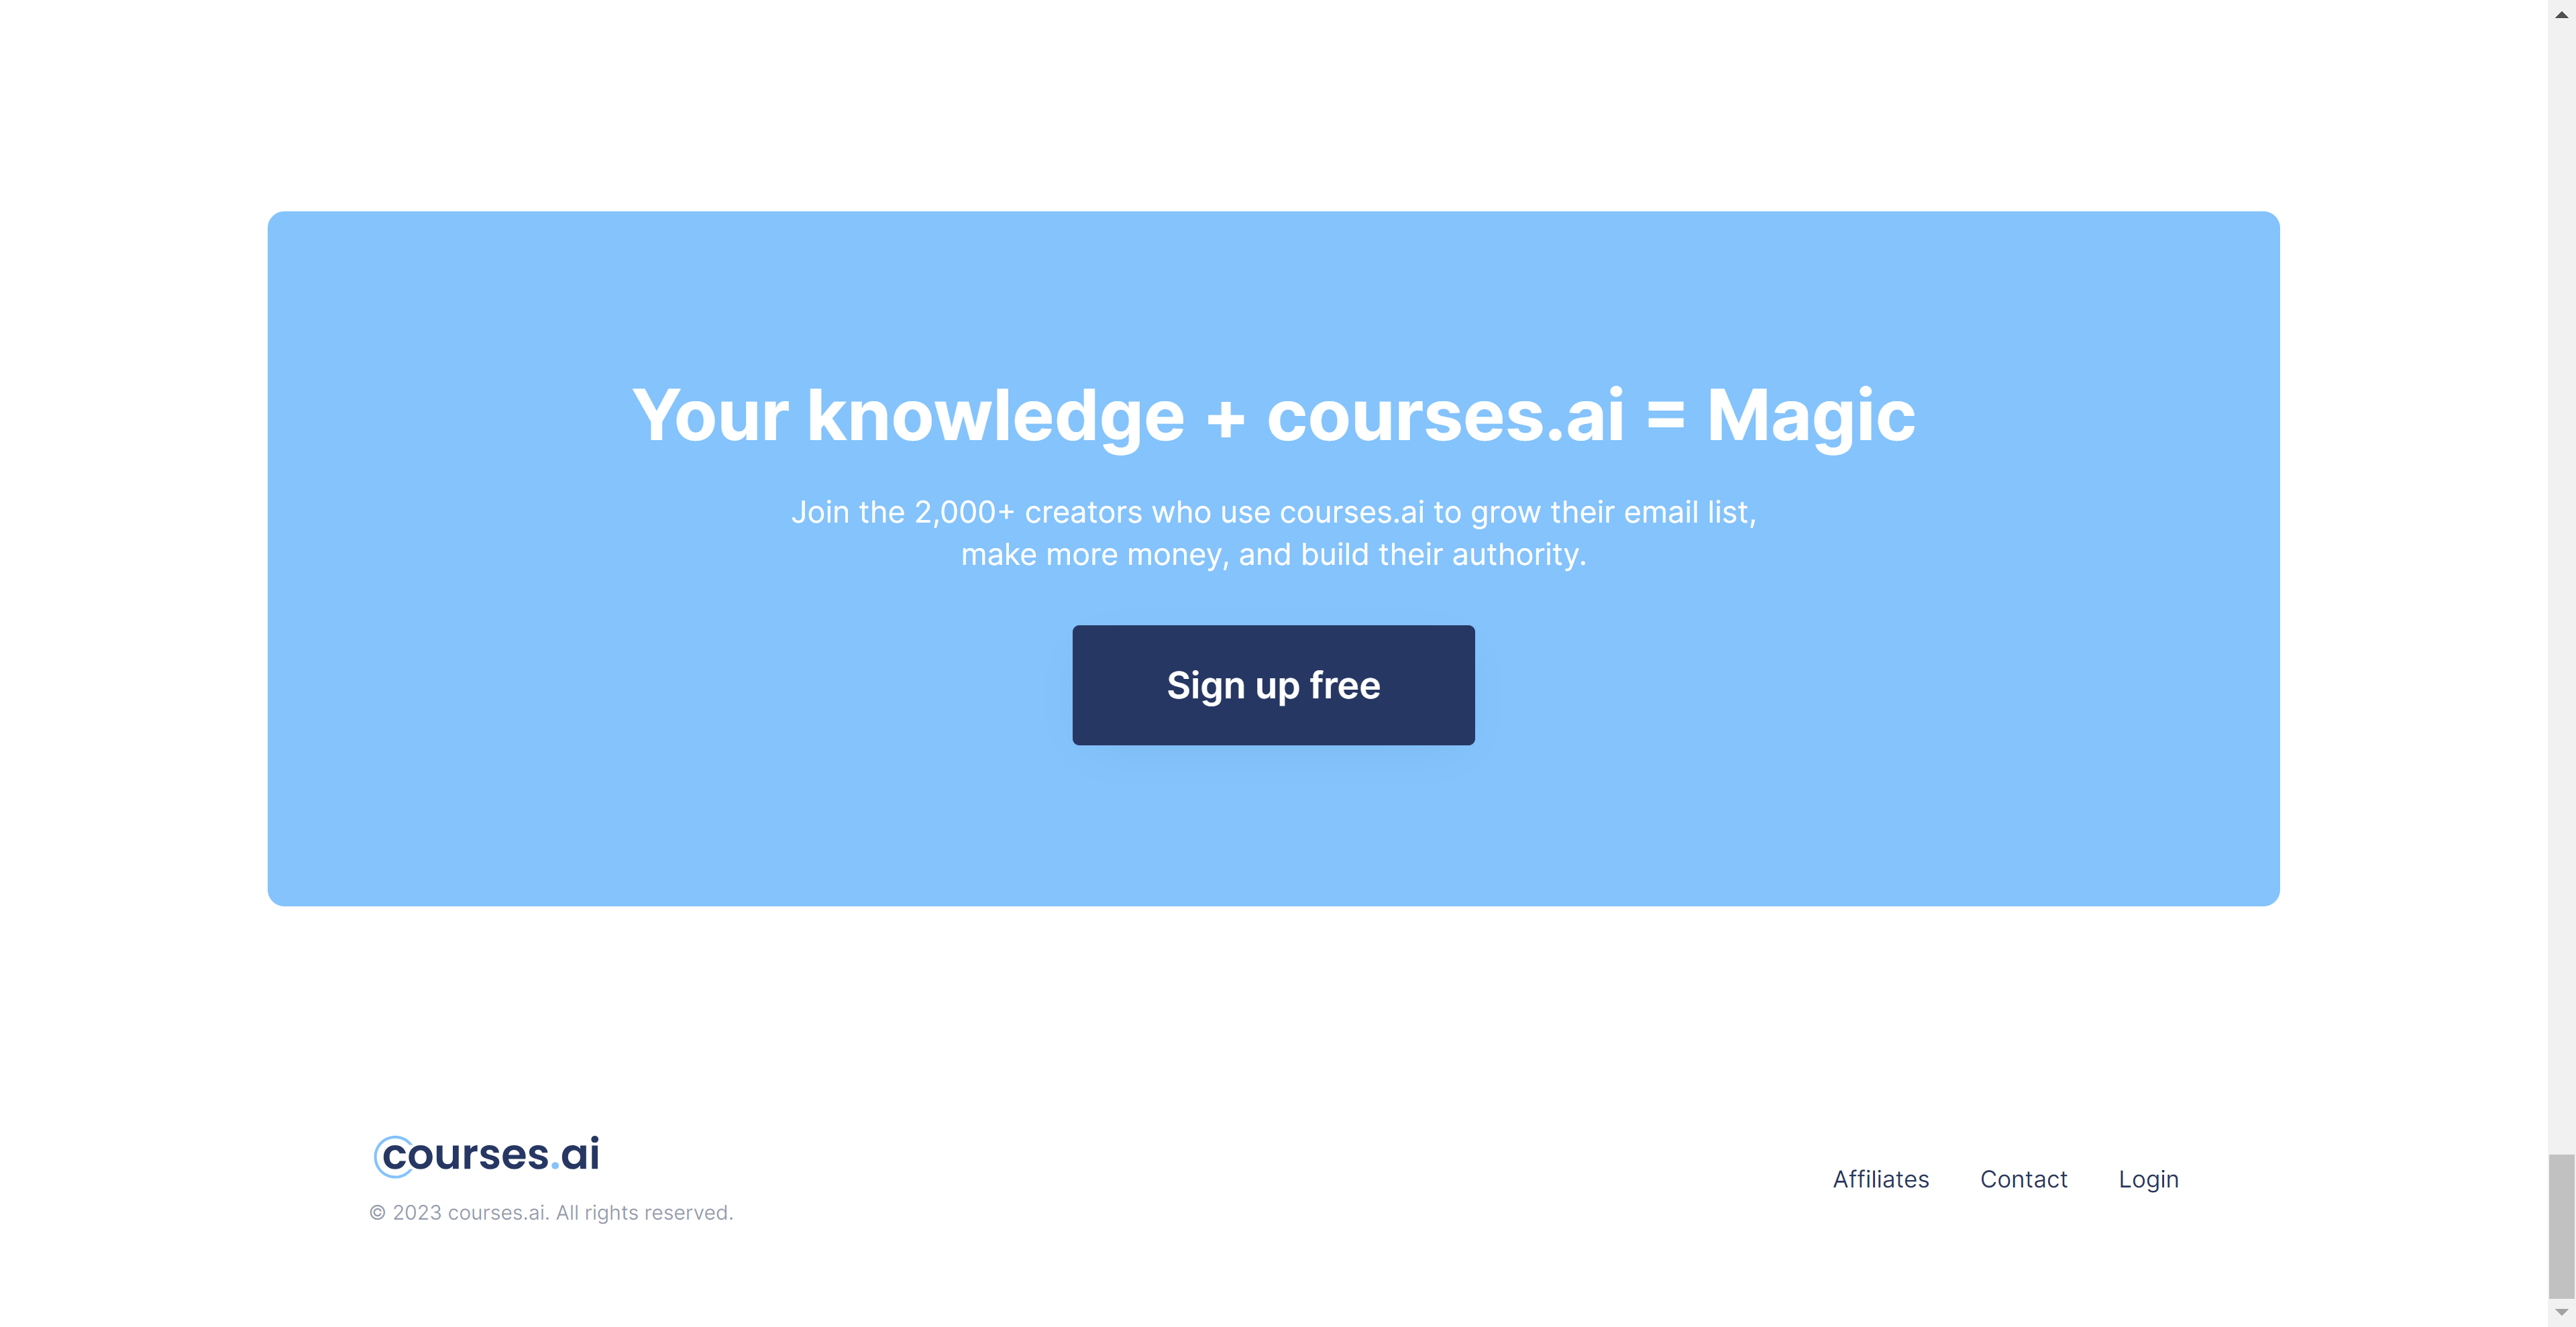 Your knowledge + courses.ai = Magic
Join the 2,000+ creators who use courses.ai to grow their email list,
make more money, and build their authority.
Sign up free
courses.ai
© 2023 courses.ai. All rights reserved.
Affiliates Contact Login